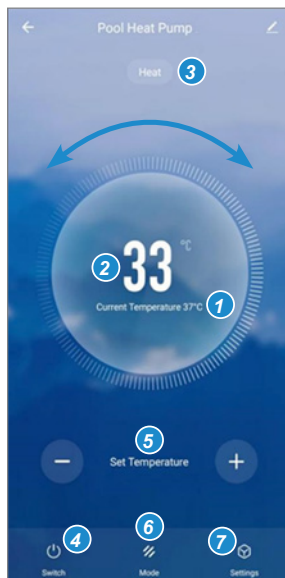 Pool Heat Pump
Heat 3
2 33 °C
Current Temperature 37°C 1
5
− Set Temperature +
4 6 7
Switch Mode Settings